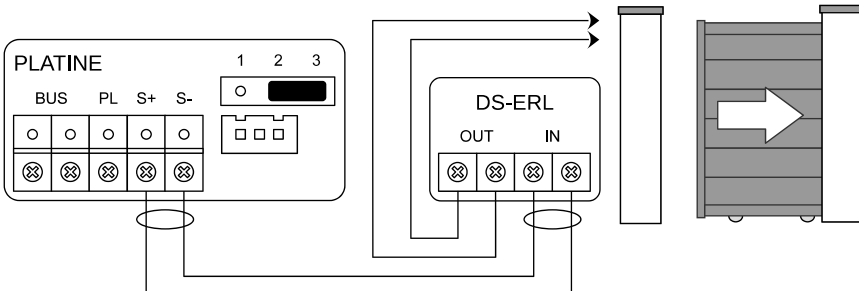 PLATINE
1 2 3
BUS PL S+ S-
DS-ERL
OUT IN